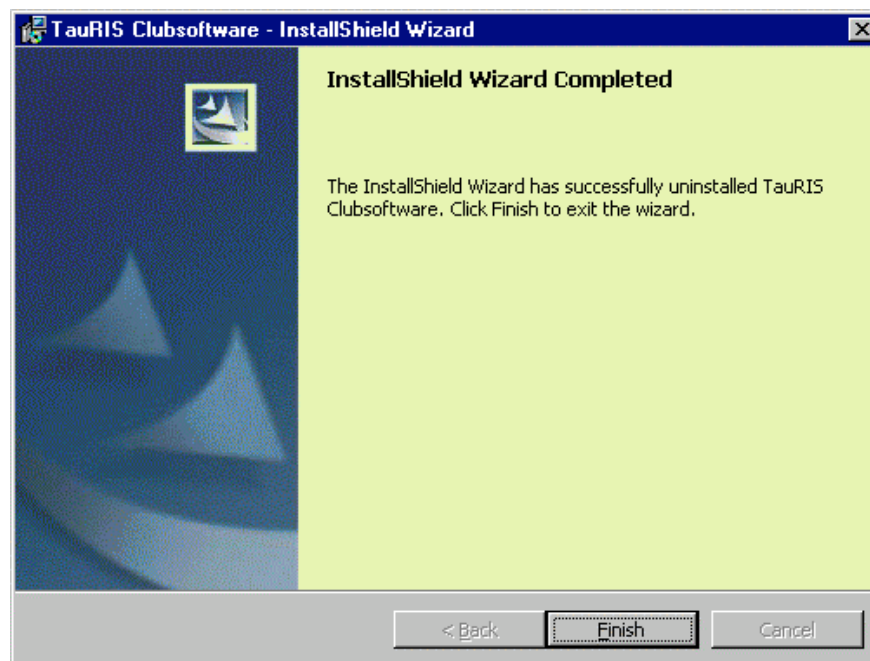 TauRIS Clubsoftware - InstallShield Wizard
InstallShield Wizard Completed
The InstallShield Wizard has successfully uninstalled TauRIS
Clubsoftware. Click Finish to exit the wizard.
< Back
Finish
Cancel